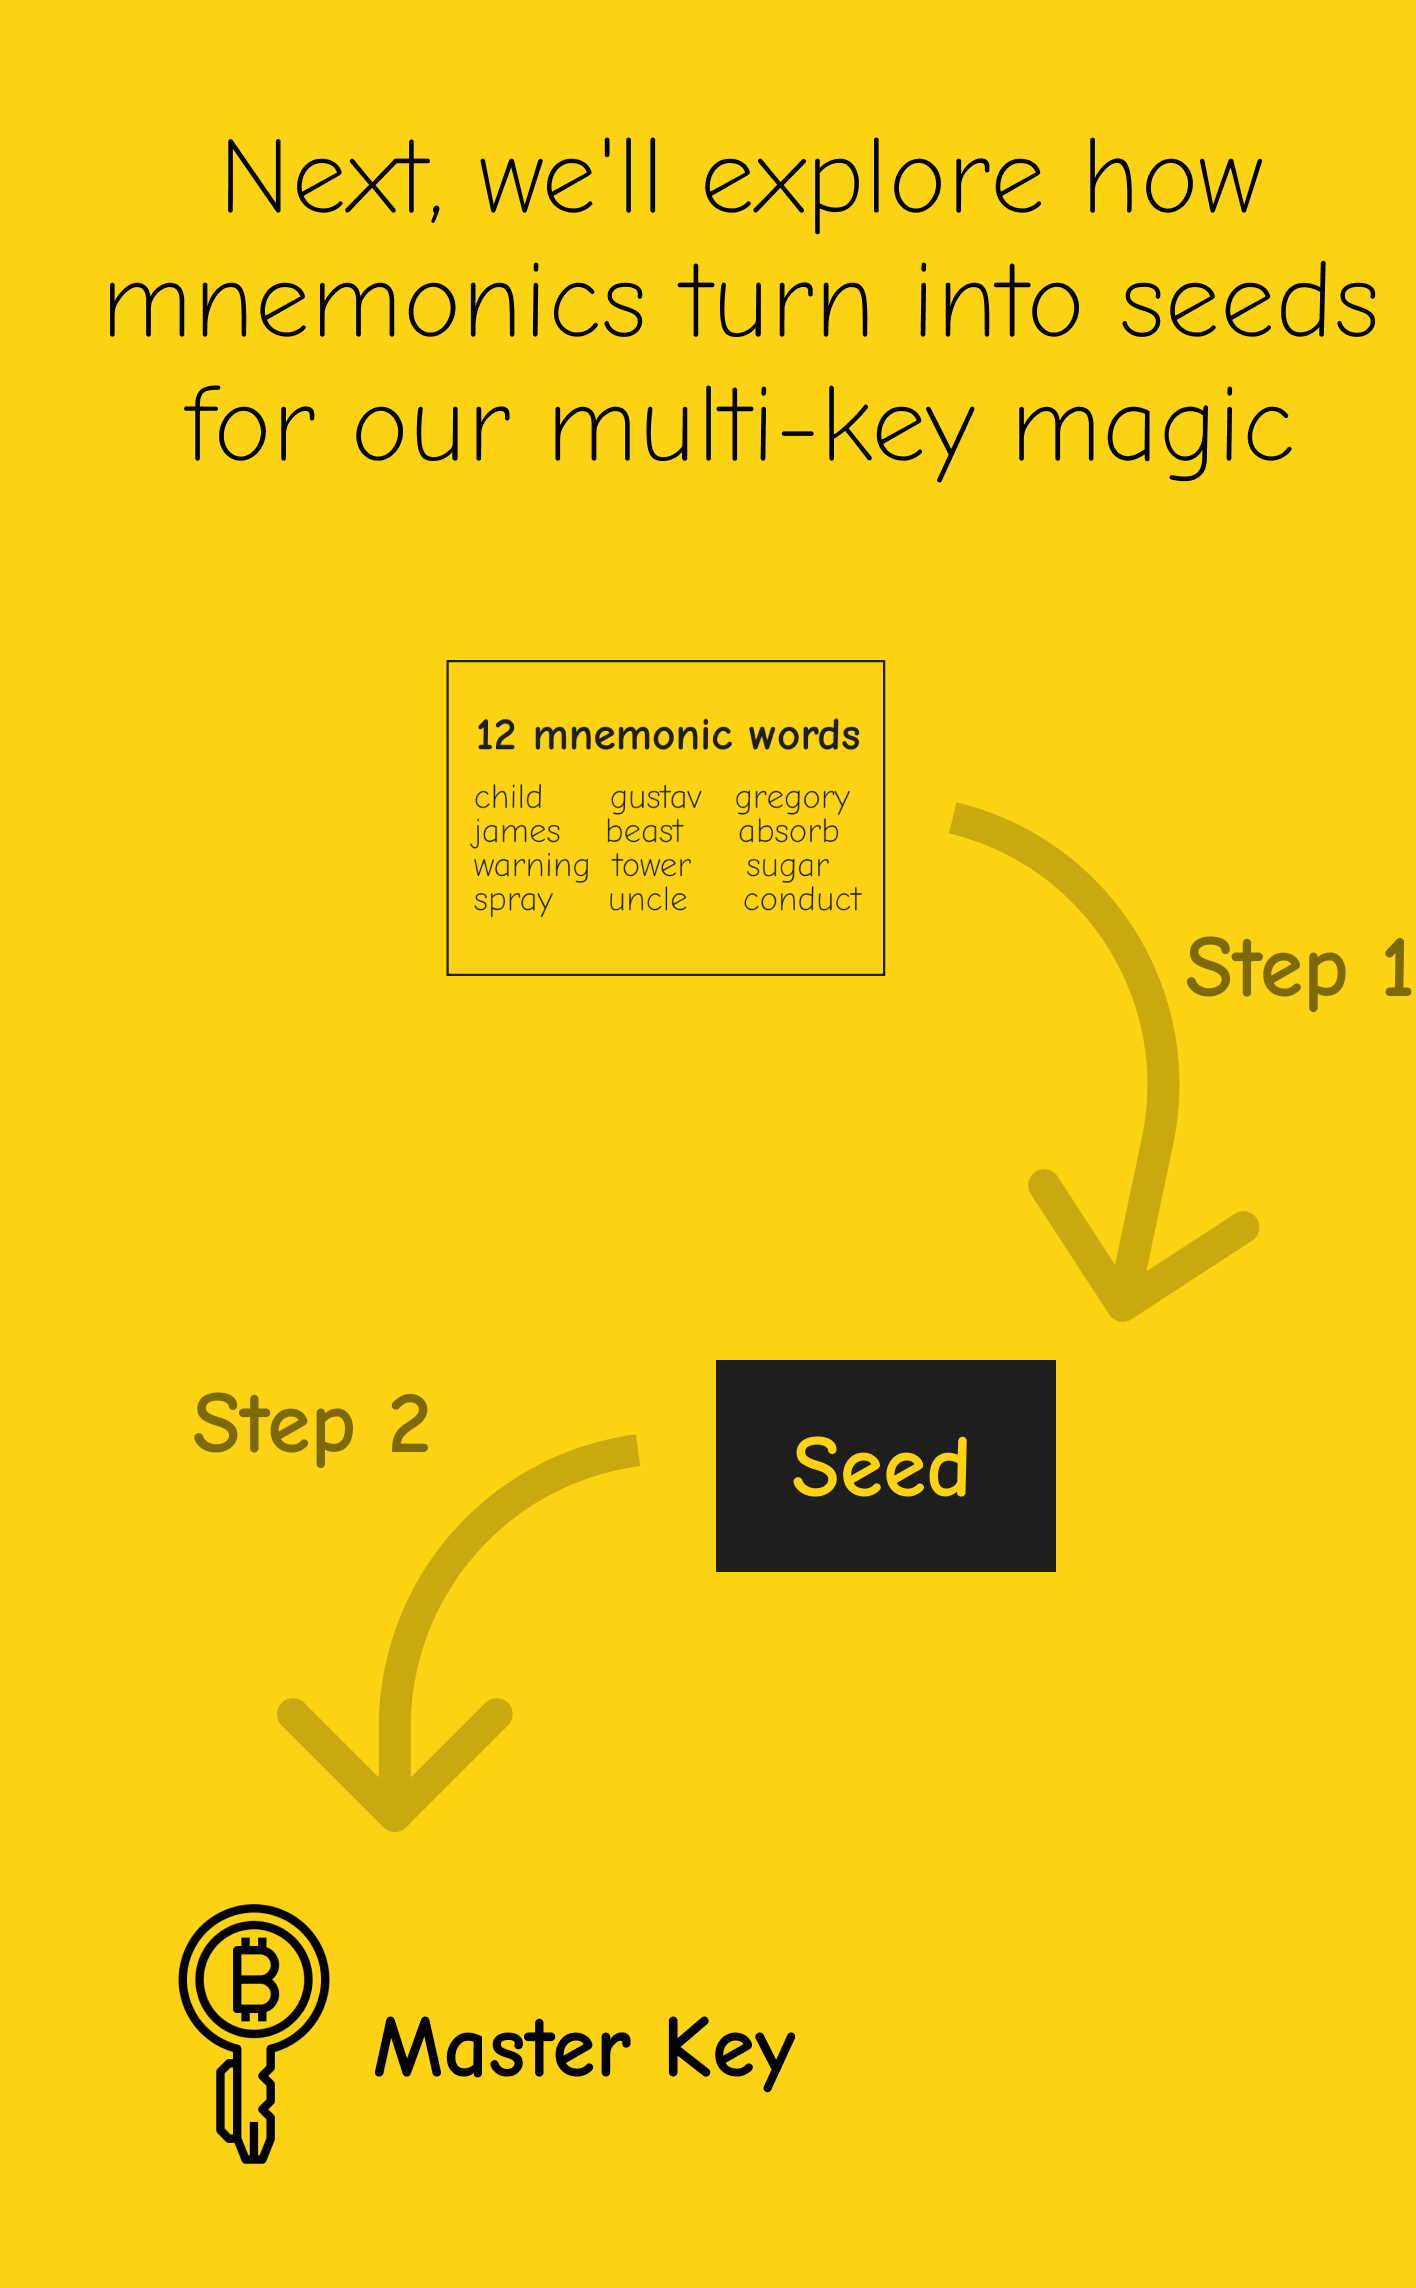 Next, we'll explore how
mnemonics turn into seeds
for our multi-key magic
12 mnemonic words
child gustav gregory
james beast absorb
warning tower sugar
spray uncle conduct
Step 1
Step 2
Seed
Master Key